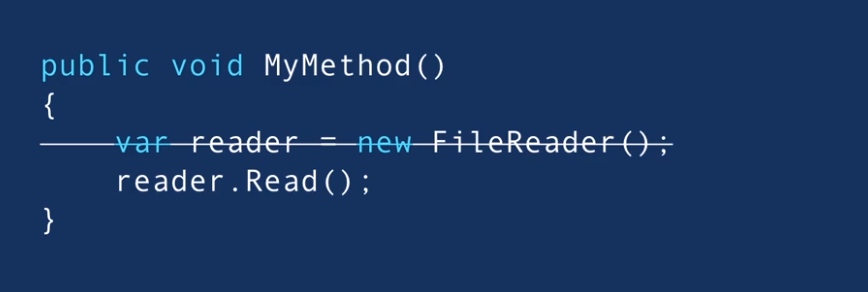 public void MyMethod()
{
    var reader = new FileReader();
    reader.Read();
}